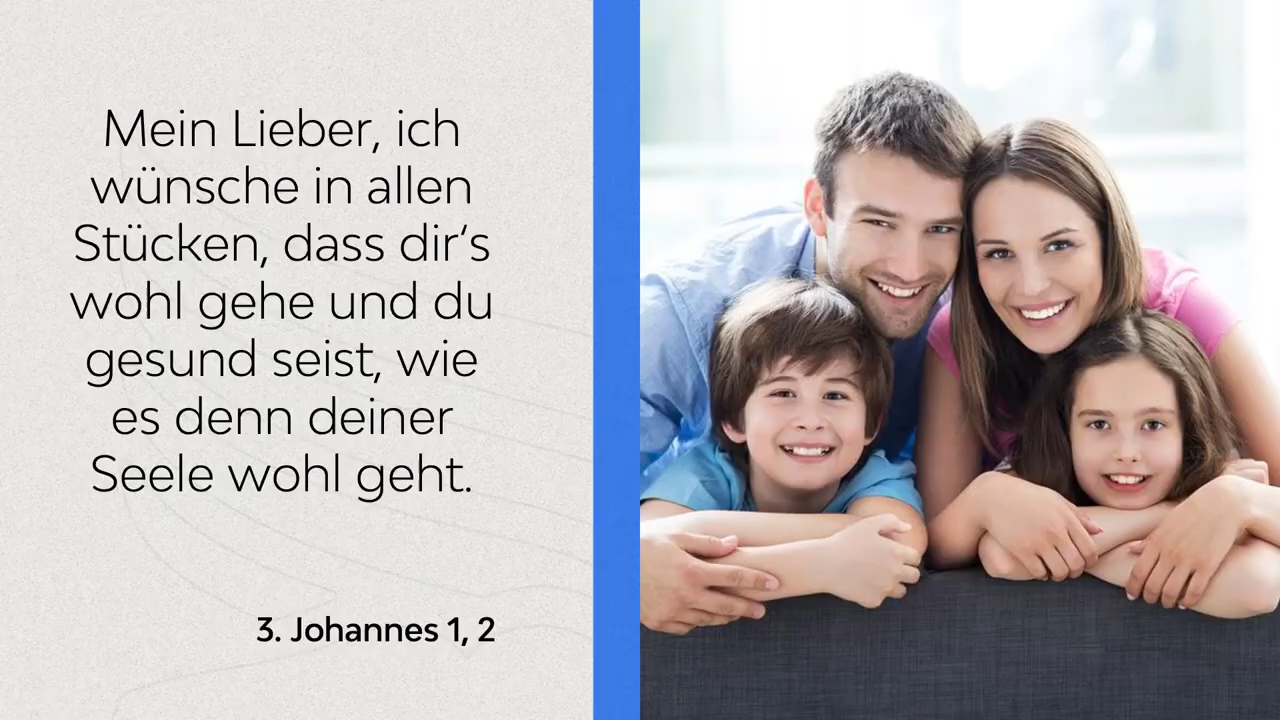 Mein Lieber, ich
wünsche in allen
Stücken, dass dir‘s
wohl gehe und du
gesund seist, wie
es denn deiner
Seele wohl geht.
3. Johannes 1, 2